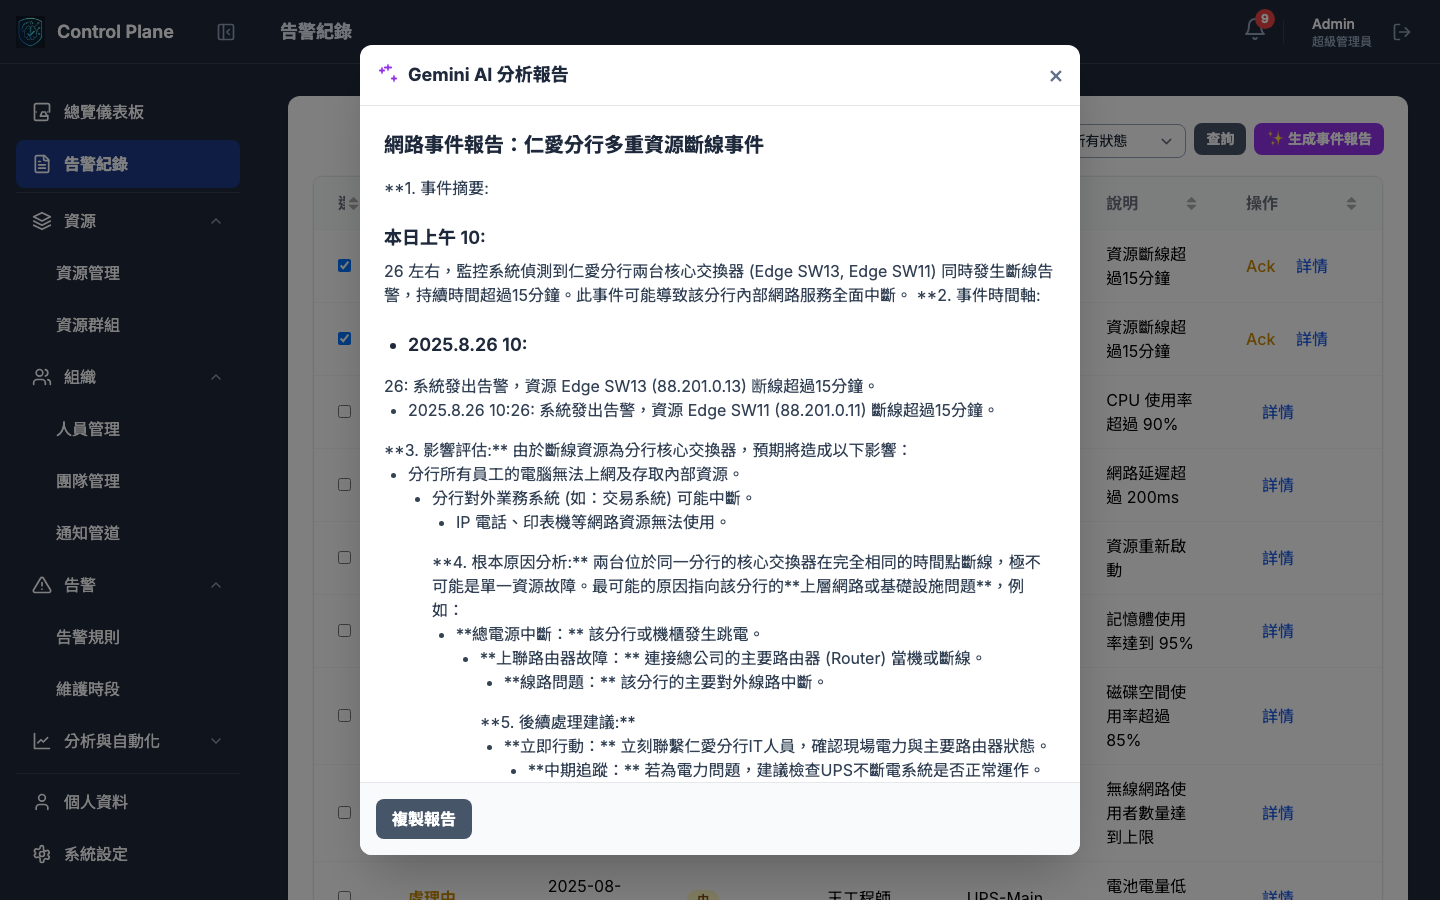 Control Plane
告警紀錄
9
Admin
超級管理員
總覽儀表板
告警紀錄
資源
資源管理
資源群組
組織
人員管理
團隊管理
通知管道
告警
告警規則
維護時段
分析與自動化
個人資料
系統設定
所有狀態
查詢
✨ 生成事件報告
說明
操作
資源斷線超
過15分鐘
Ack 詳情
資源斷線超
過15分鐘
Ack 詳情
CPU 使用率
超過 90%
詳情
網路延遲超
過 200ms
詳情
資源重新啟
動
詳情
記憶體使用
率達到 95%
詳情
磁碟空間使
用率超過
85%
詳情
無線網路使
用者數量達
到上限
詳情
處理中
2025-08-
中
王工程師
UPS-Main
電池電量低
詳情
Gemini AI 分析報告
×
網路事件報告：仁愛分行多重資源斷線事件
**1. 事件摘要:
本日上午 10:
26 左右，監控系統偵測到仁愛分行兩台核心交換器 (Edge SW13, Edge SW11) 同時發生斷線告
警，持續時間超過15分鐘。此事件可能導致該分行內部網路服務全面中斷。 **2. 事件時間軸:
• 2025.8.26 10:
26: 系統發出告警，資源 Edge SW13 (88.201.0.13) 断線超過15分鐘。
• 2025.8.26 10:26: 系統發出告警，資源 Edge SW11 (88.201.0.11) 斷線超過15分鐘。
**3. 影響評估:** 由於斷線資源為分行核心交換器，預期將造成以下影響：
• 分行所有員工的電腦無法上網及存取內部資源。
• 分行對外業務系統 (如：交易系統) 可能中斷。
• IP 電話、印表機等網路資源無法使用。
**4. 根本原因分析:** 兩台位於同一分行的核心交換器在完全相同的時間點斷線，極不
可能是單一資源故障。最可能的原因指向該分行的**上層網路或基礎設施問題**，例
如：
• **總電源中斷：** 該分行或機櫃發生跳電。
• **上聯路由器故障：** 連接總公司的主要路由器 (Router) 當機或斷線。
• **線路問題：** 該分行的主要對外線路中斷。
**5. 後續處理建議:**
• **立即行動：** 立刻聯繫仁愛分行IT人員，確認現場電力與主要路由器狀態。
• **中期追蹤：** 若為電力問題，建議檢查UPS不斷電系統是否正常運作。
複製報告